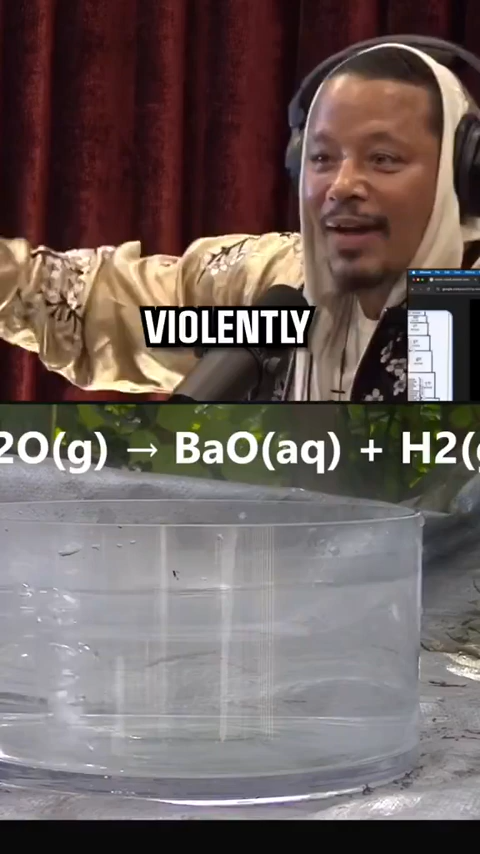 VIOLENTLY
2O(g) → BaO(aq) + H2(g